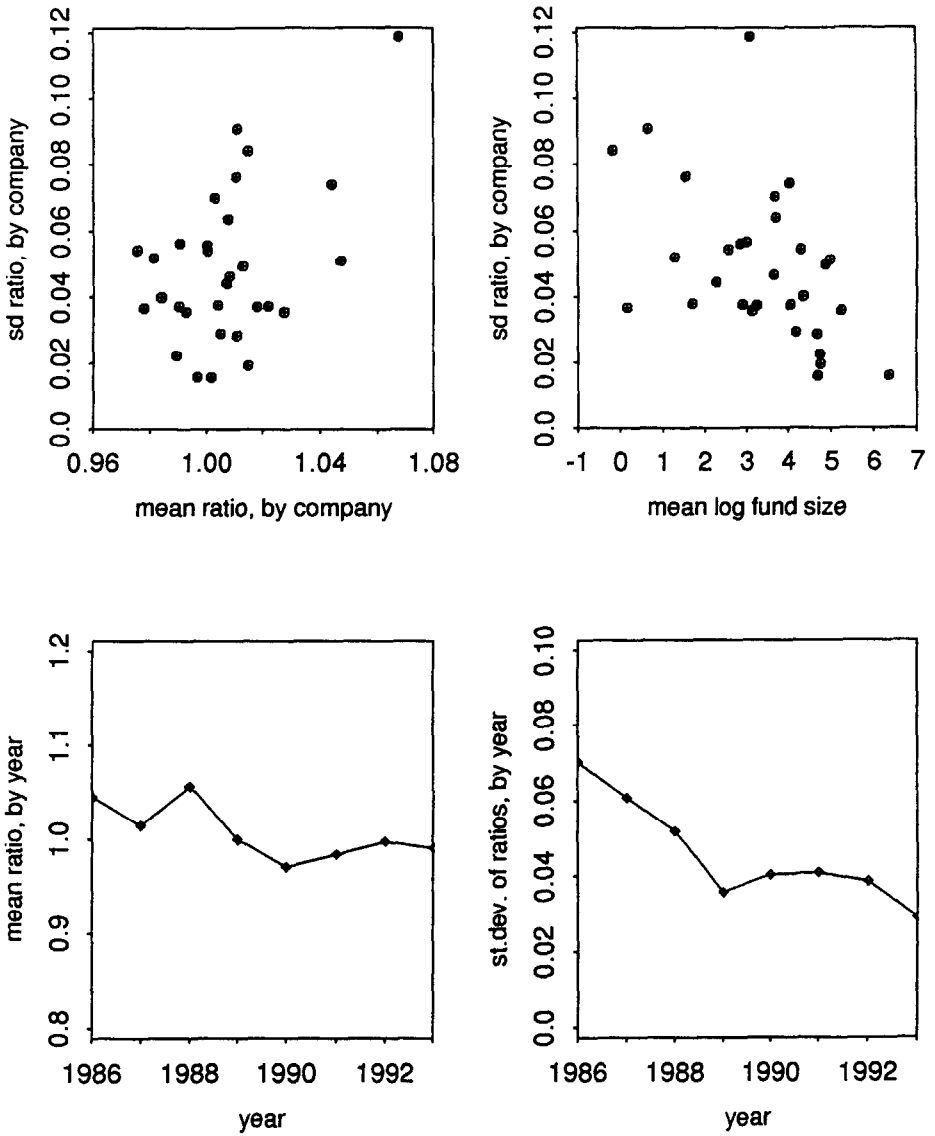 sd ratio, by company
0.0 0.02 0.04 0.06 0.08 0.10 0.12
0.96 1.00 1.04 1.08
mean ratio, by company
sd ratio, by company
0.0 0.02 0.04 0.06 0.08 0.10 0.12
-1 0 1 2 3 4 5 6 7
mean log fund size
mean ratio, by year
0.8 0.9 1.0 1.1 1.2
1986 1988 1990 1992
year
st.dev. of ratios, by year
0.0 0.02 0.04 0.06 0.08 0.10
1986 1988 1990 1992
year